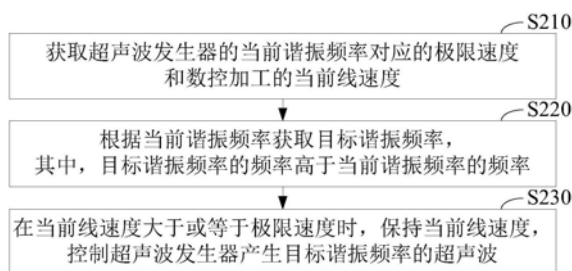 S210
获取超声波发生器的当前谐振频率对应的极限速度
和数控加工的当前线速度
S220
根据当前谐振频率获取目标谐振频率，
其中，目标谐振频率的频率高于当前谐振频率的频率
S230
在当前线速度大于或等于极限速度时，保持当前线速度，
控制超声波发生器产生目标谐振频率的超声波